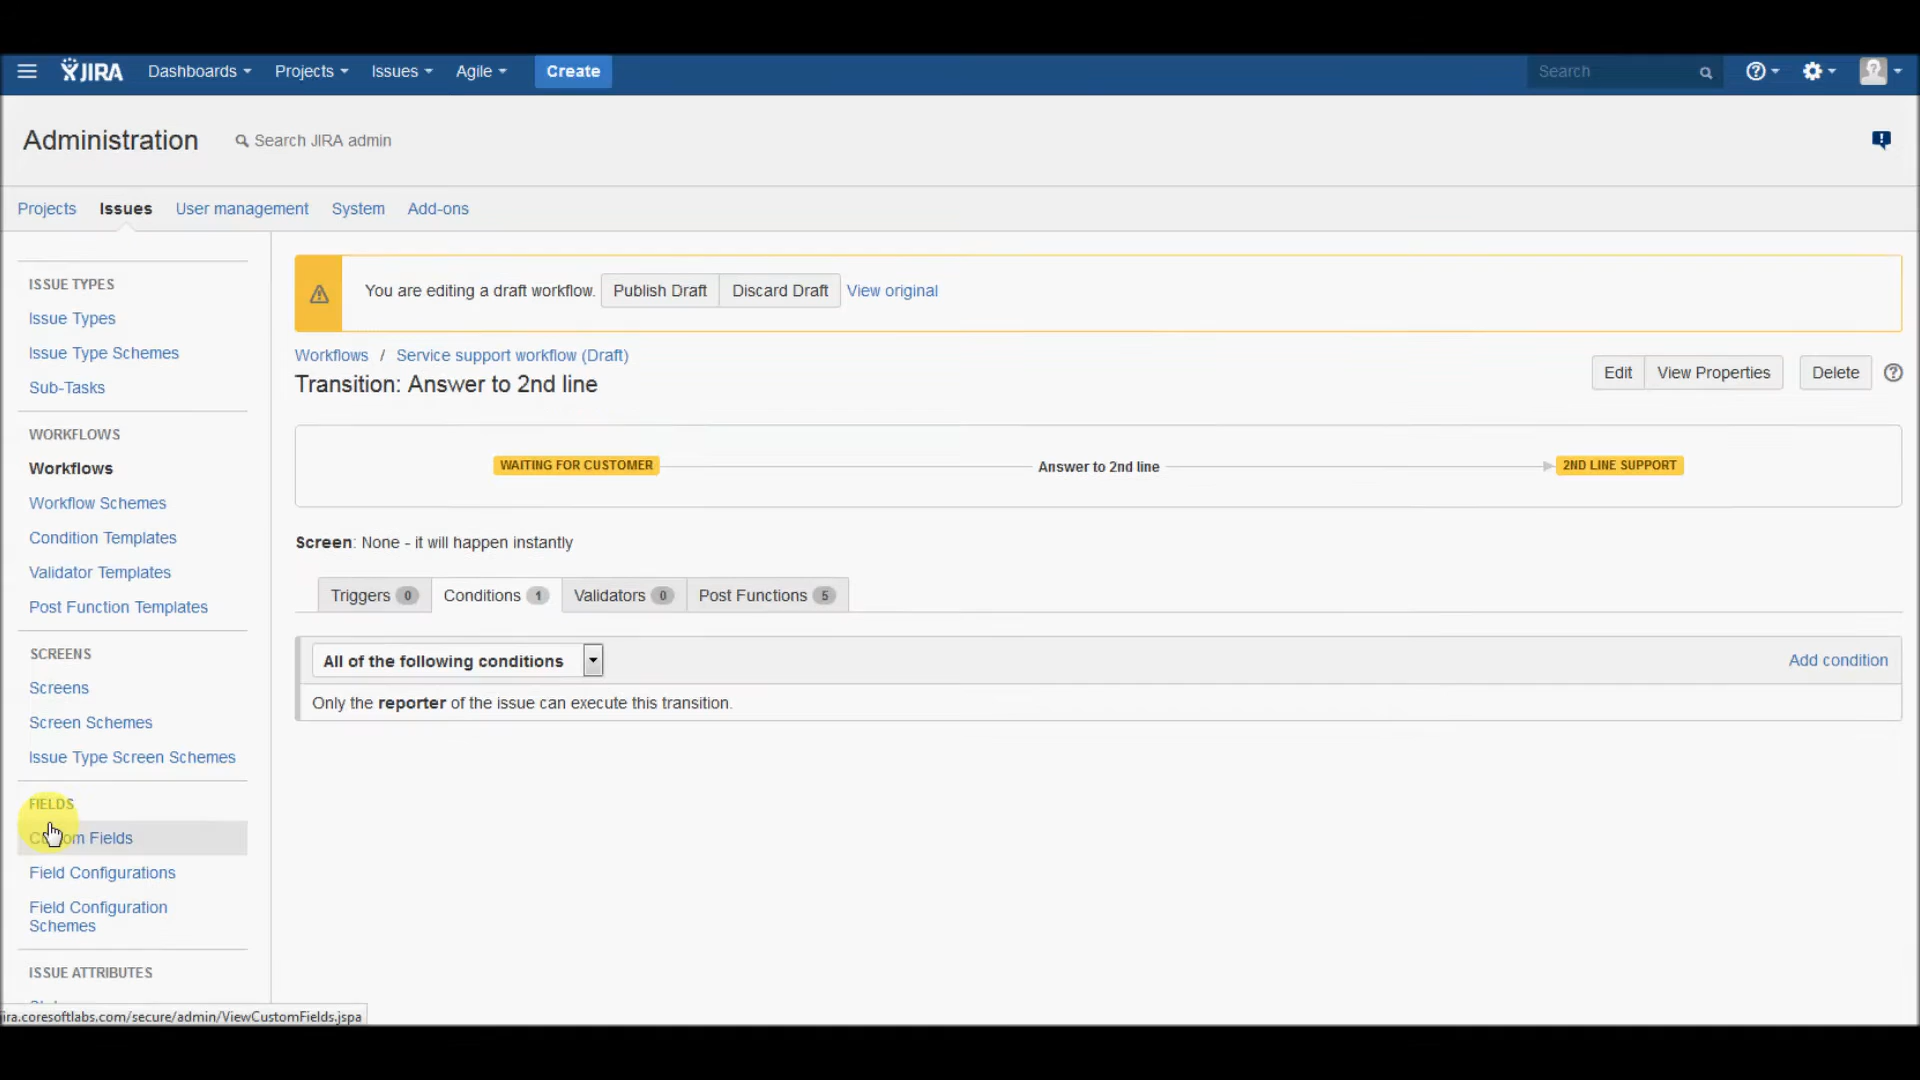 JIRA Dashboards Projects Issues Agile Create Search
Administration Search JIRA admin
Projects Issues User management System Add-ons
ISSUE TYPES
Issue Types
Issue Type Schemes
Sub-Tasks
WORKFLOWS
Workflows
Workflow Schemes
Condition Templates
Validator Templates
Post Function Templates
SCREENS
Screens
Screen Schemes
Issue Type Screen Schemes
FIELDS
Custom Fields
Field Configurations
Field Configuration
Schemes
ISSUE ATTRIBUTES
You are editing a draft workflow. Publish Draft Discard Draft View original
Workflows / Service support workflow (Draft)
Transition: Answer to 2nd line
Edit View Properties Delete
WAITING FOR CUSTOMER Answer to 2nd line 2ND LINE SUPPORT
Screen: None - it will happen instantly
Triggers 0 Conditions 1 Validators 0 Post Functions 5
All of the following conditions Add condition
Only the reporter of the issue can execute this transition.
jira.coresoftlabs.com/secure/admin/ViewCustomFields.jspa